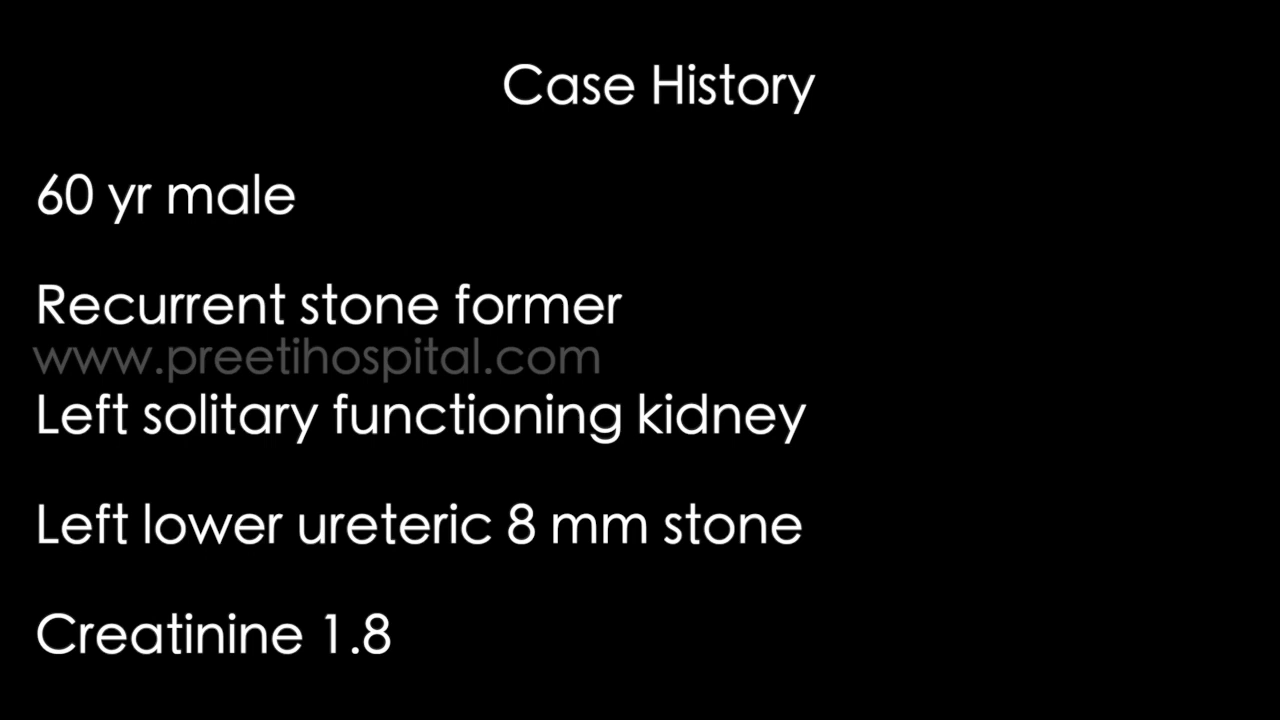 Case History
60 yr male
Recurrent stone former
www.preetihospital.com
Left solitary functioning kidney
Left lower ureteric 8 mm stone
Creatinine 1.8